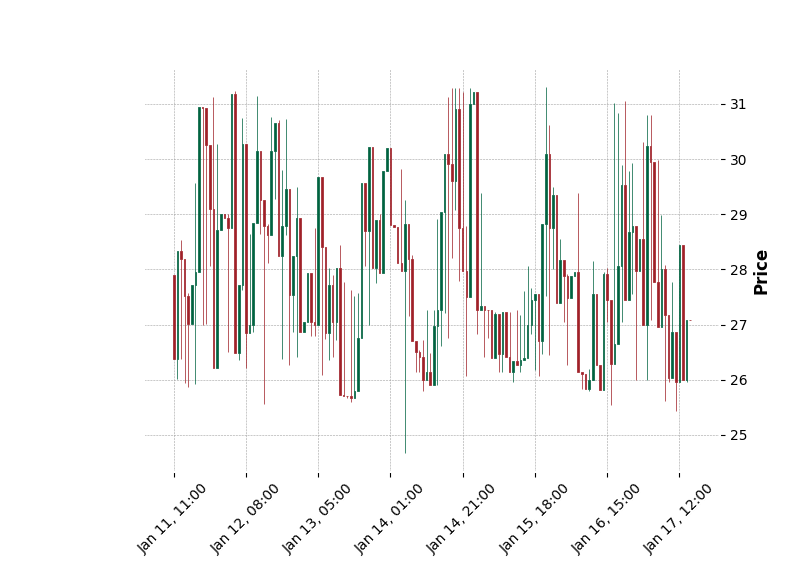 31
30
29
28
27
26
25
Price
Jan 11, 11:00
Jan 12, 08:00
Jan 13, 05:00
Jan 14, 01:00
Jan 14, 21:00
Jan 15, 18:00
Jan 16, 15:00
Jan 17, 12:00